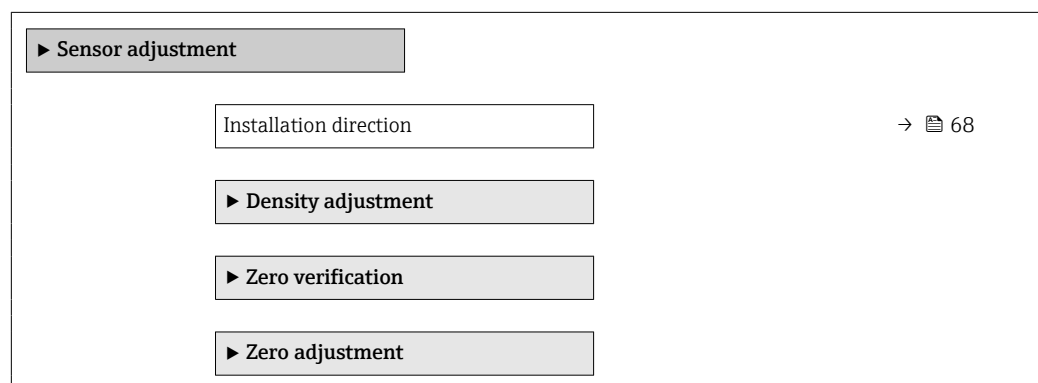 ▶ Sensor adjustment
Installation direction → 🖹 68
▶ Density adjustment
▶ Zero verification
▶ Zero adjustment